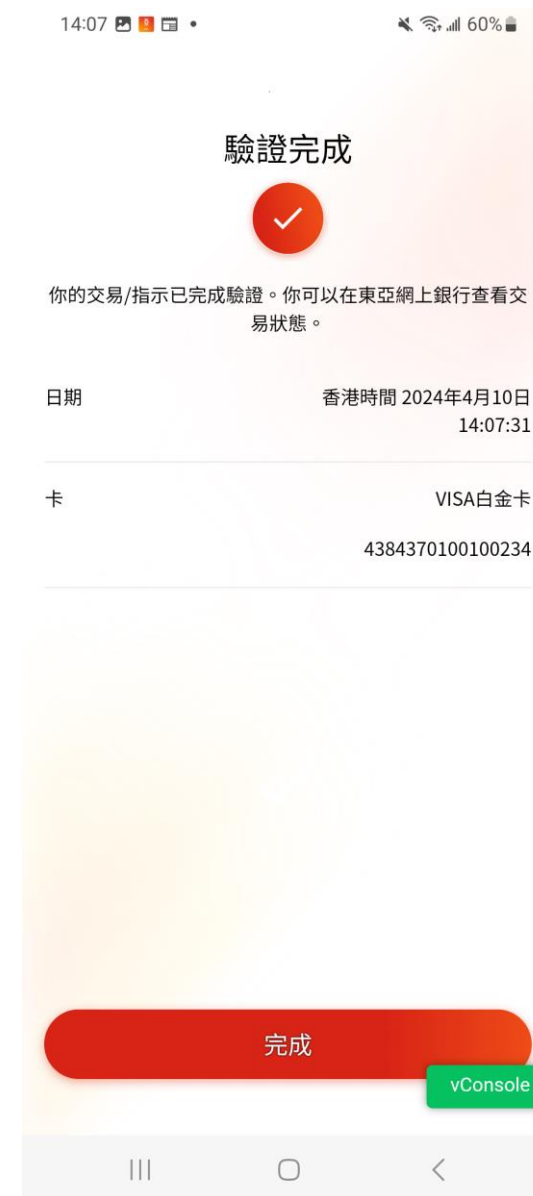 14:07
60%
驗證完成
你的交易/指示已完成驗證。你可以在東亞網上銀行查看交
易狀態。
日期
香港時間 2024年4月10日
14:07:31
卡
VISA白金卡
4384370100100234
完成
vConsole